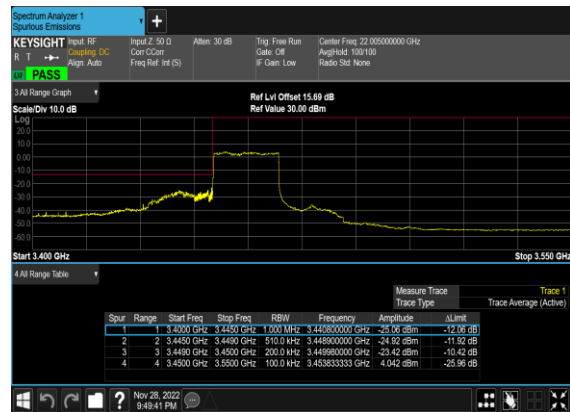 Spectrum Analyzer 1
Spurious Emissions
KEYSIGHT Input: RF Input Z: 50 Ω Atten: 30 dB Trig: Free Run Center Freq: 22.005000000 GHz
R T Coupling: DC Corr CCorr Gate: Off Avg|Hold: 100/100
Align: Auto Freq Ref: Int (S) IF Gain: Low Radio Std: None
PASS
3 All Range Graph
Ref Lvl Offset 15.69 dB
Scale/Div 10.0 dB Ref Value 30.00 dBm
Log
20.0
10.0
0.00
-10.0
-20.0
-30.0
-40.0
-50.0
-60.0
Start 3.400 GHz Stop 3.550 GHz
4 All Range Table
Measure Trace Trace 1
Trace Type Trace Average (Active)
Spur Range Start Freq Stop Freq RBW Frequency Amplitude ΔLimit
1 1 3.4000 GHz 3.4450 GHz 1.000 MHz 3.440800000 GHz -25.06 dBm -12.06 dB
2 2 3.4450 GHz 3.4490 GHz 510.0 kHz 3.448900000 GHz -24.92 dBm -11.92 dB
3 3 3.4490 GHz 3.4500 GHz 200.0 kHz 3.449980000 GHz -23.42 dBm -10.42 dB
4 4 3.4500 GHz 3.5500 GHz 100.0 kHz 3.453833333 GHz 4.042 dBm -25.96 dB
? Nov 28, 2022
9:49:41 PM